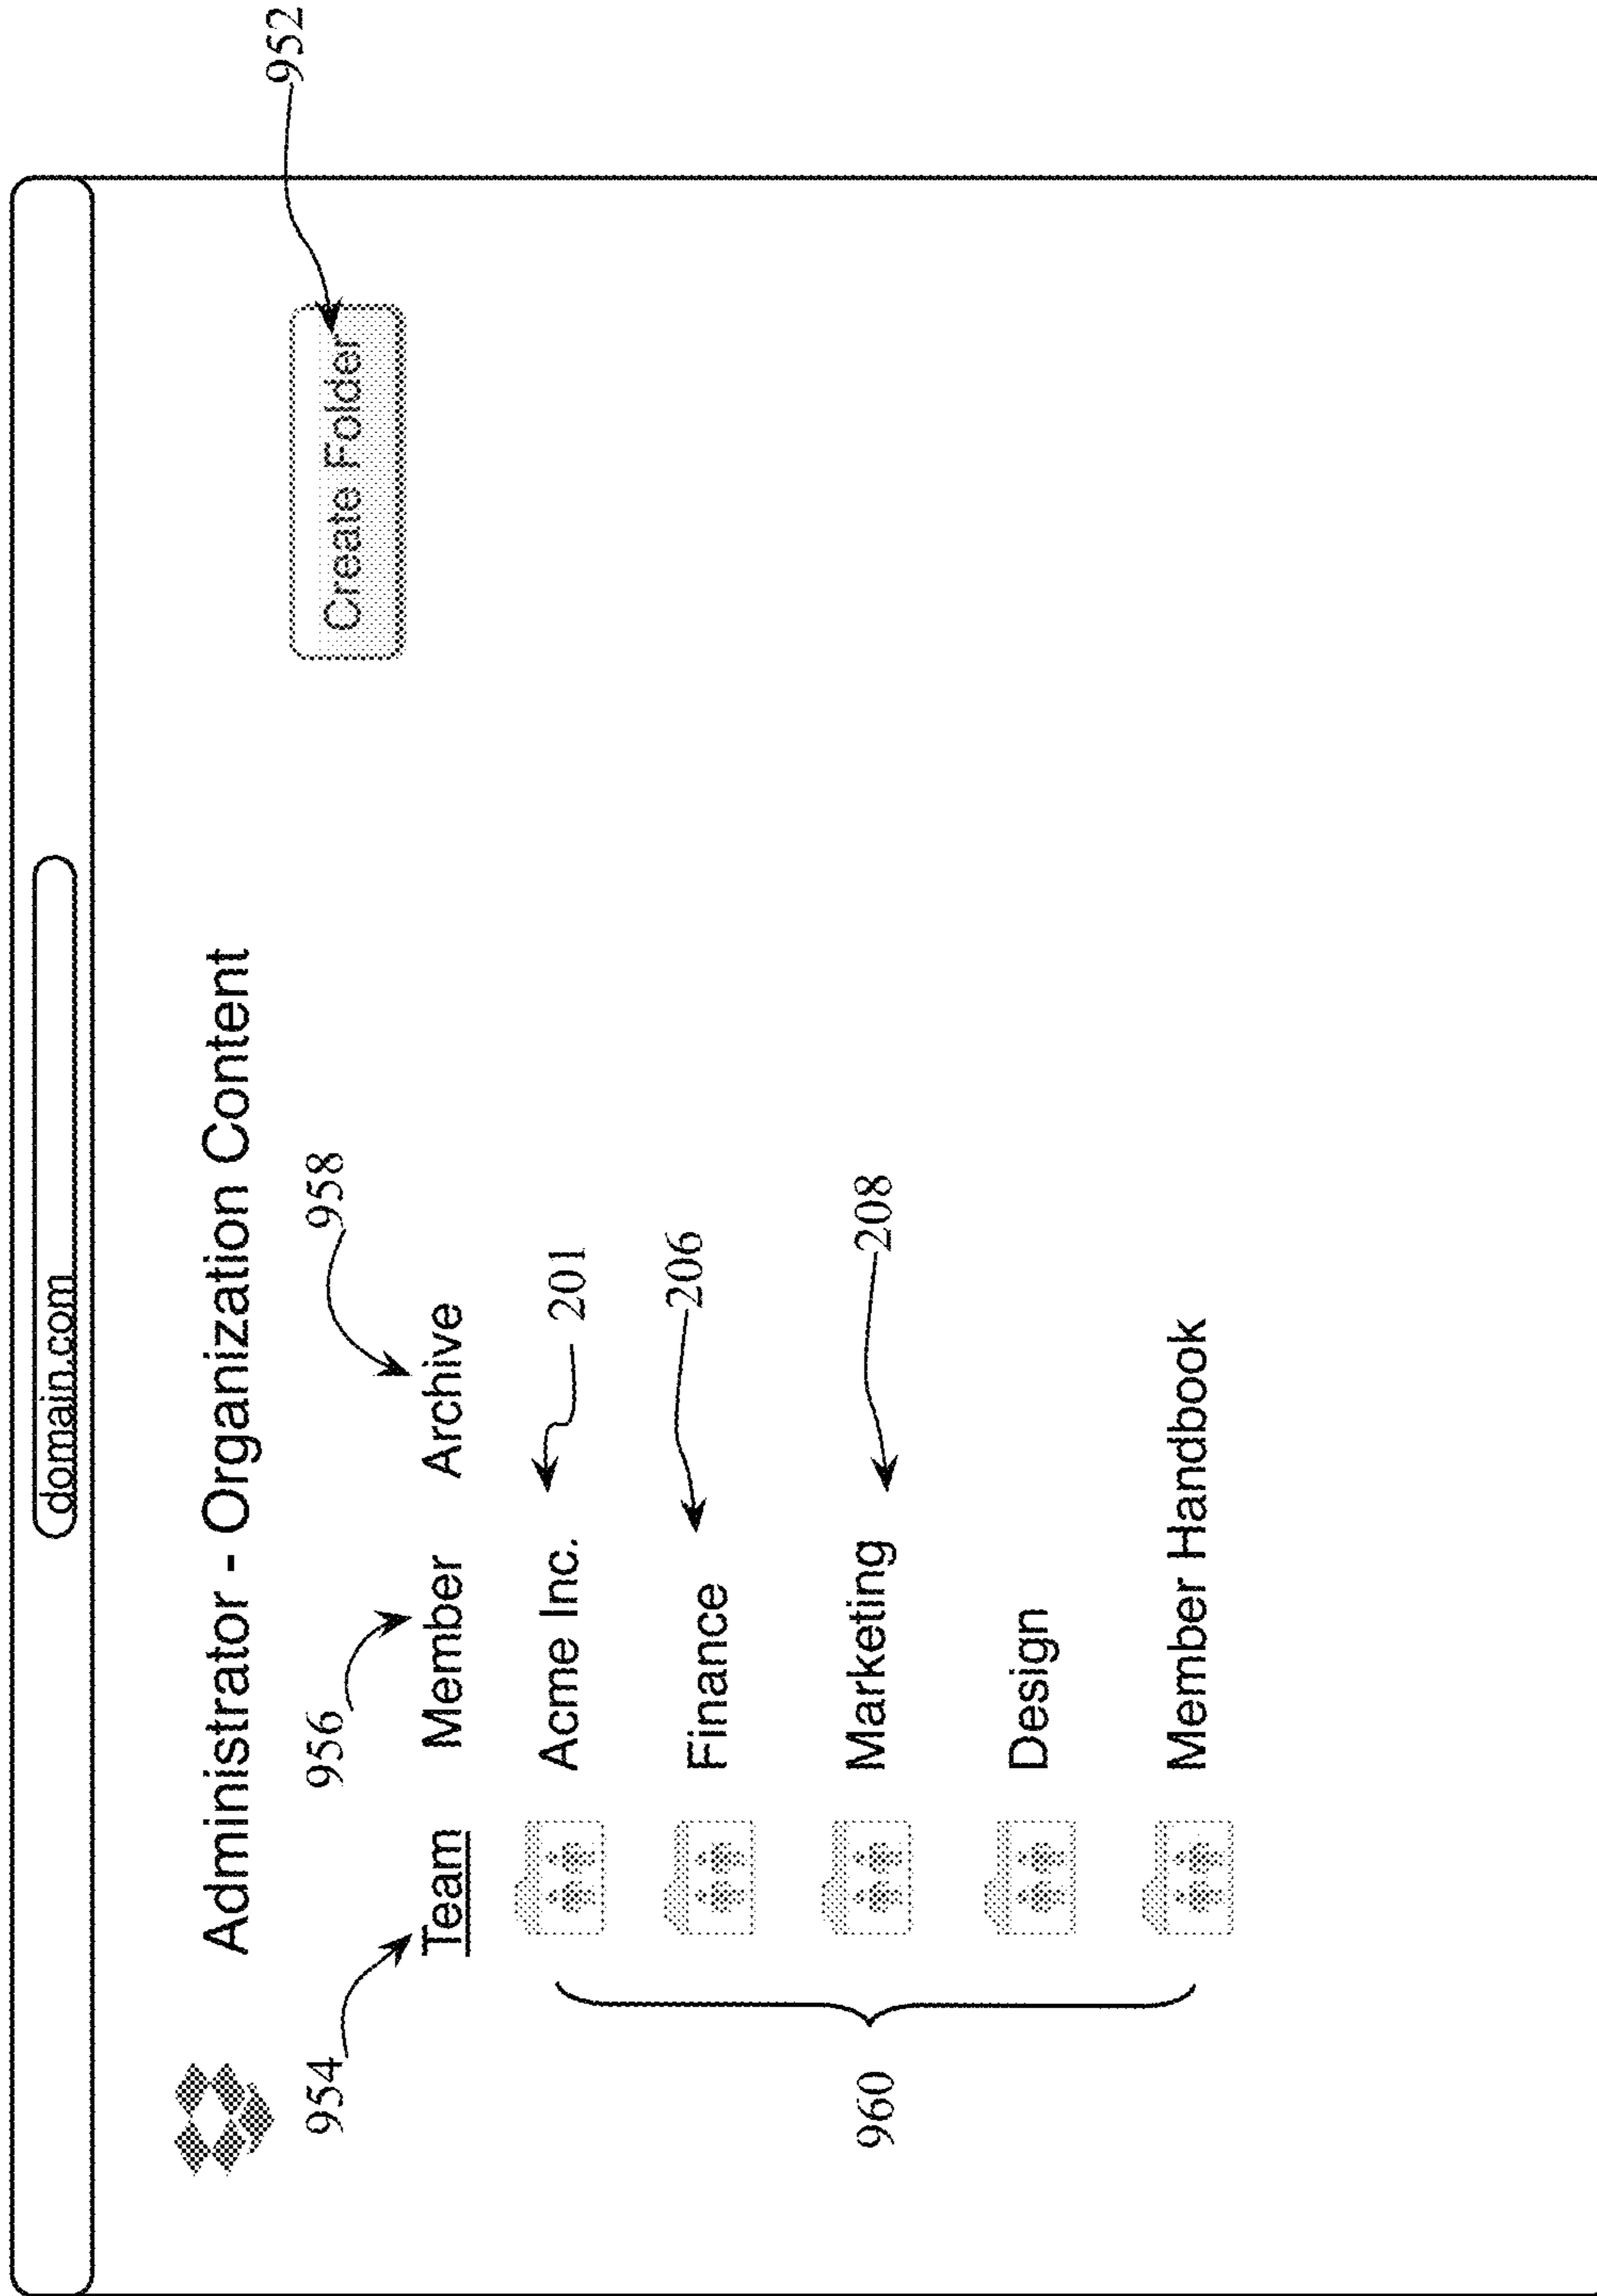 domain.com
952
Administrator - Organization Content
954 956 958
Create Folder
Team Member Archive
Acme Inc. 201
Finance 206
960 Marketing 208
Design
Member Handbook